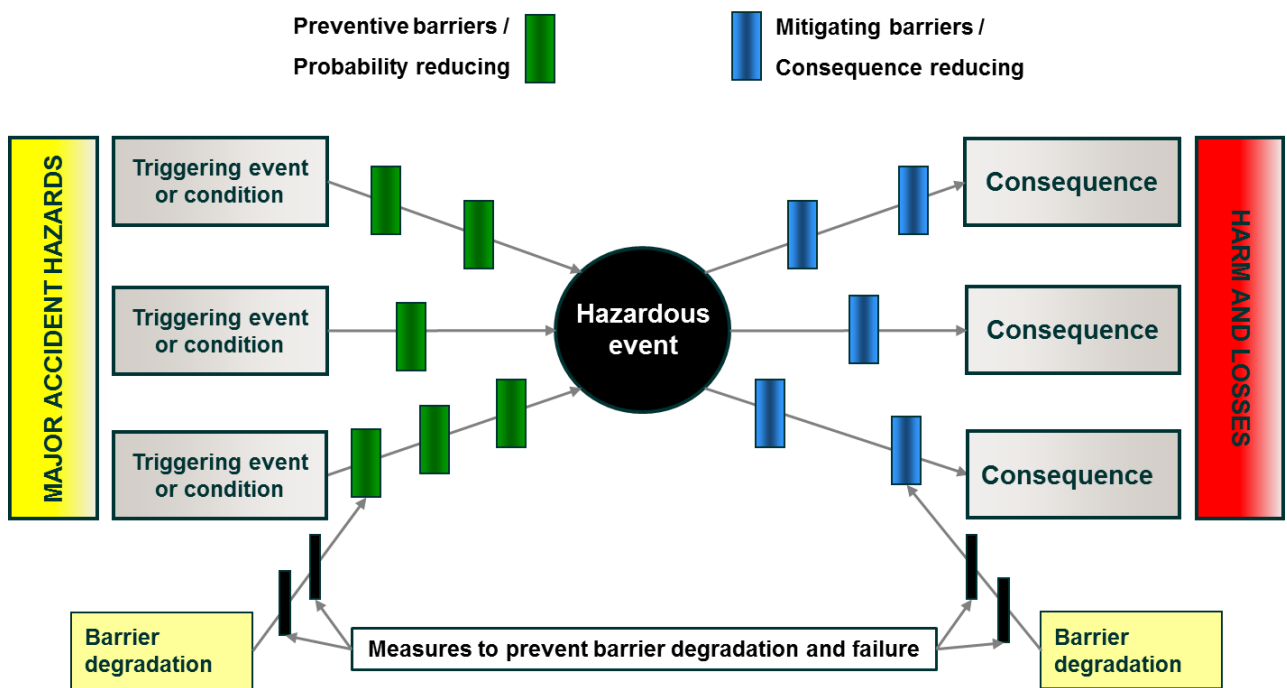 Preventive barriers /
Probability reducing
Mitigating barriers /
Consequence reducing
MAJOR ACCIDENT HAZARDS
Triggering event
or condition
Triggering event
or condition
Triggering event
or condition
Hazardous
event
Consequence
Consequence
Consequence
HARM AND LOSSES
Barrier
degradation
Measures to prevent barrier degradation and failure
Barrier
degradation